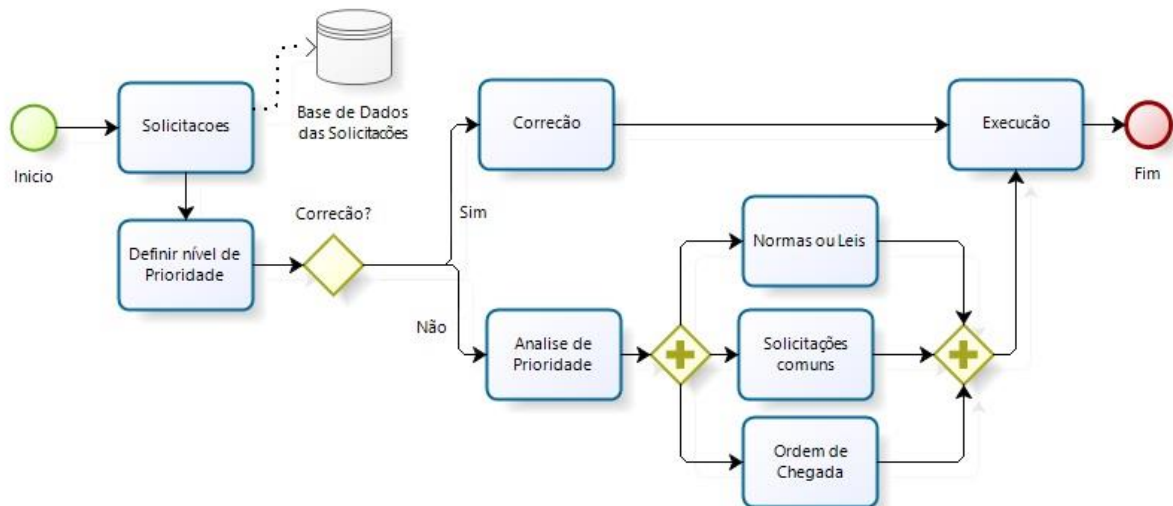 Inicio
Solicitacoes
Base de Dados
das Solicitacões
Correcão
Execucão
Fim
Definir nível de
Prioridade
Correcão?
Sim
Não
Analise de
Prioridade
Normas ou Leis
Solicitações
comuns
Ordem de
Chegada